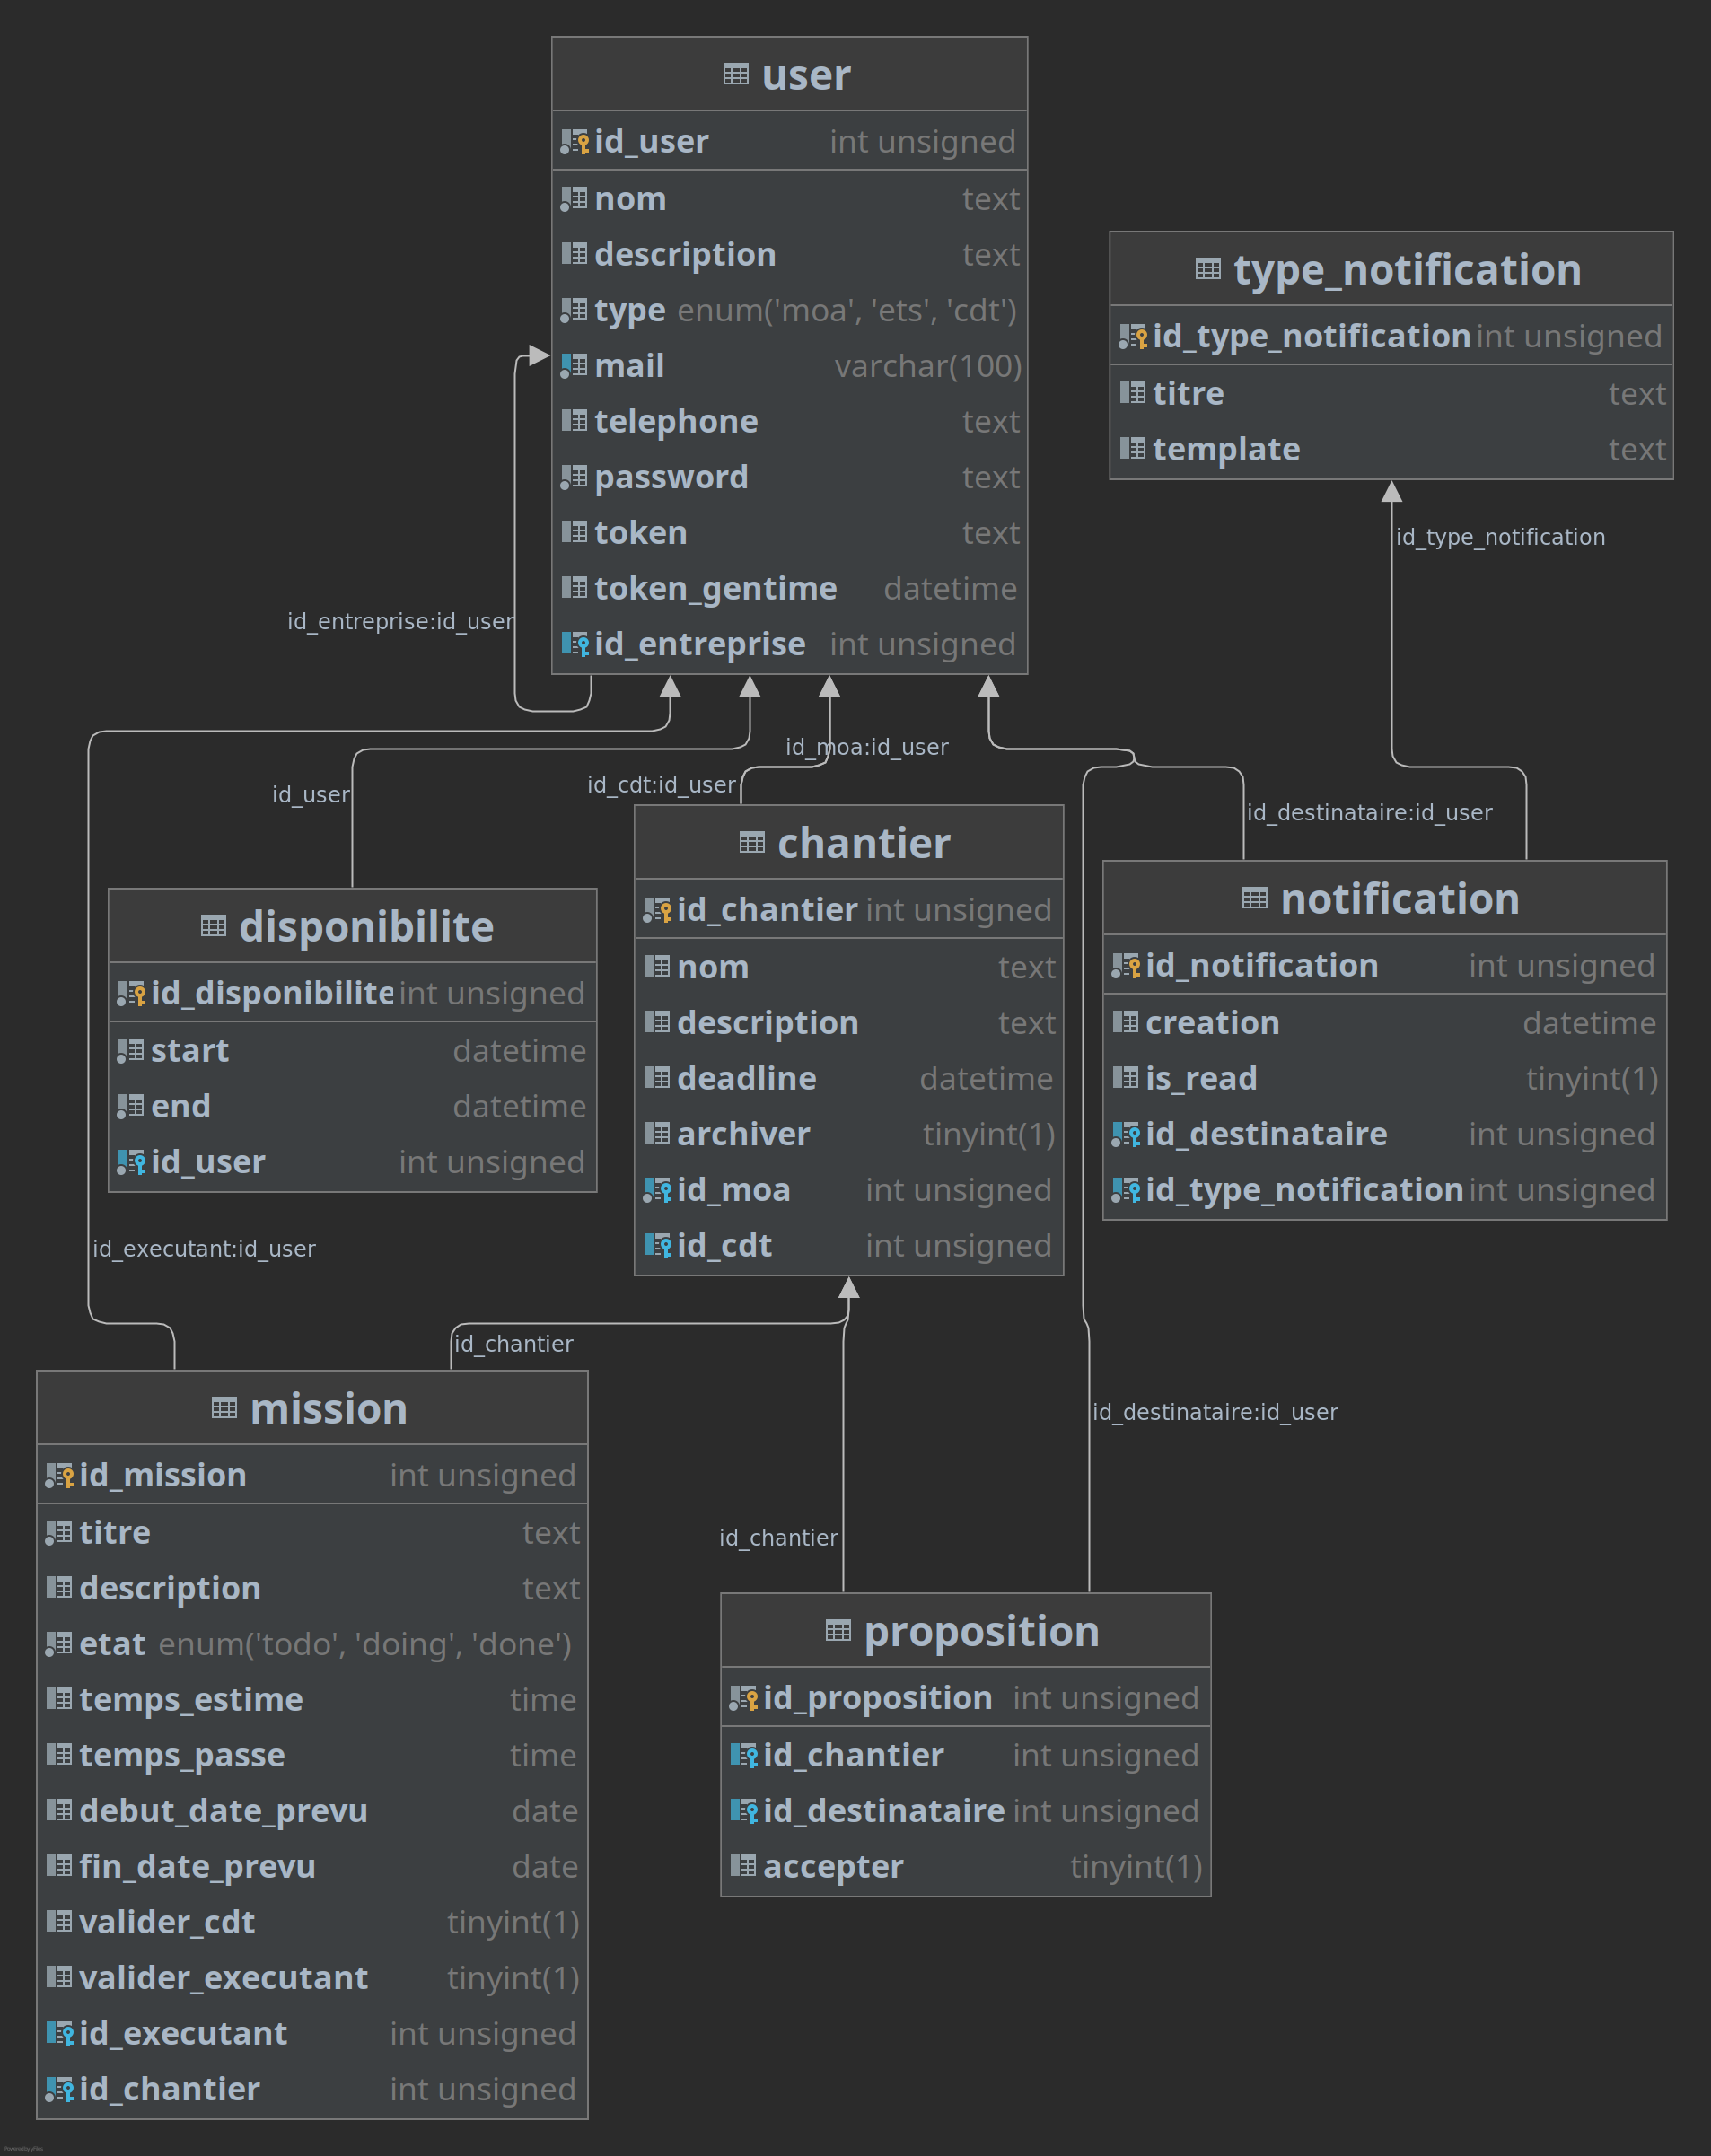 user
id_user int unsigned
nom text
description text
type enum('moa', 'ets', 'cdt')
mail varchar(100)
telephone text
password text
token text
token_gentime datetime
id_entreprise int unsigned
type_notification
id_type_notification int unsigned
titre text
template text
id_type_notification
id_entreprise:id_user
id_moa:id_user
id_cdt:id_user
id_user
id_destinataire:id_user
chantier
id_chantier int unsigned
nom text
description text
deadline datetime
archiver tinyint(1)
id_moa int unsigned
id_cdt int unsigned
notification
id_notification int unsigned
creation datetime
is_read tinyint(1)
id_destinataire int unsigned
id_type_notification int unsigned
disponibilite
id_disponibilite int unsigned
start datetime
end datetime
id_user int unsigned
id_executant:id_user
id_chantier
id_destinataire:id_user
id_chantier
mission
id_mission int unsigned
titre text
description text
etat enum('todo', 'doing', 'done')
temps_estime time
temps_passe time
debut_date_prevu date
fin_date_prevu date
valider_cdt tinyint(1)
valider_executant tinyint(1)
id_executant int unsigned
id_chantier int unsigned
proposition
id_proposition int unsigned
id_chantier int unsigned
id_destinataire int unsigned
accepter tinyint(1)
Powered by yFiles